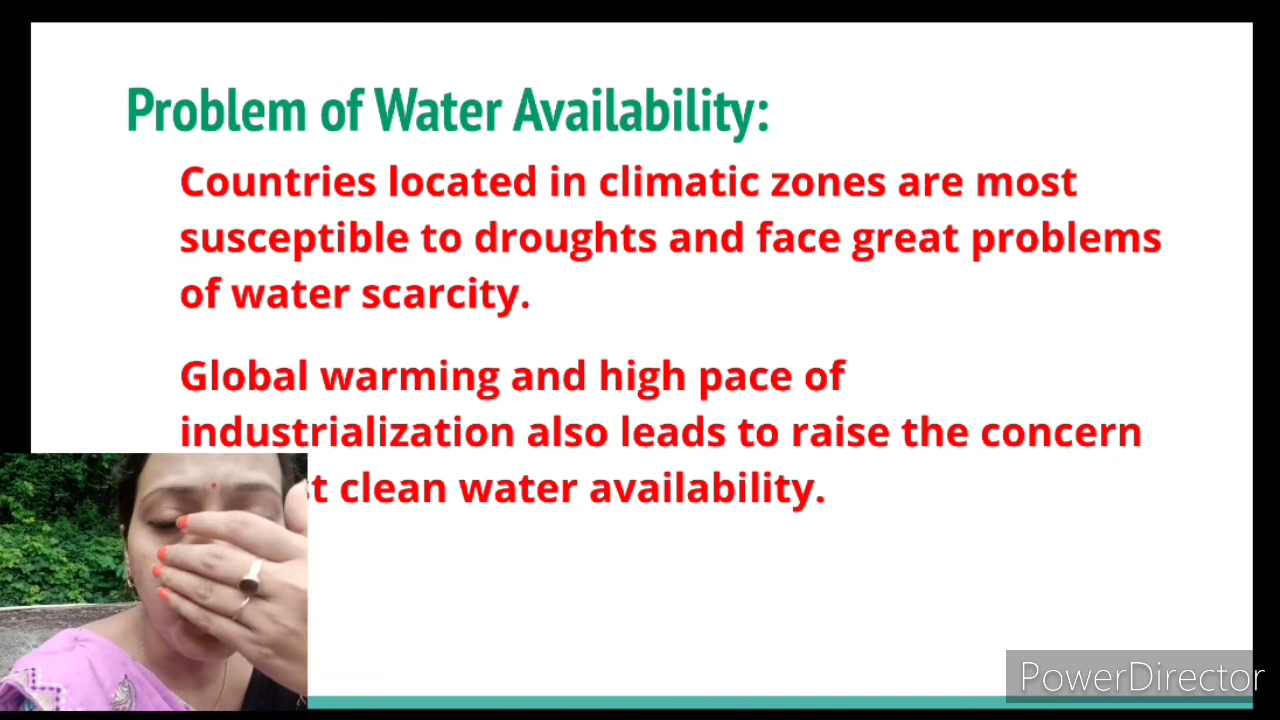 Problem of Water Availability:
Countries located in climatic zones are most
susceptible to droughts and face great problems
of water scarcity.
Global warming and high pace of
industrialization also leads to raise the concern
clean water availability.
PowerDirector